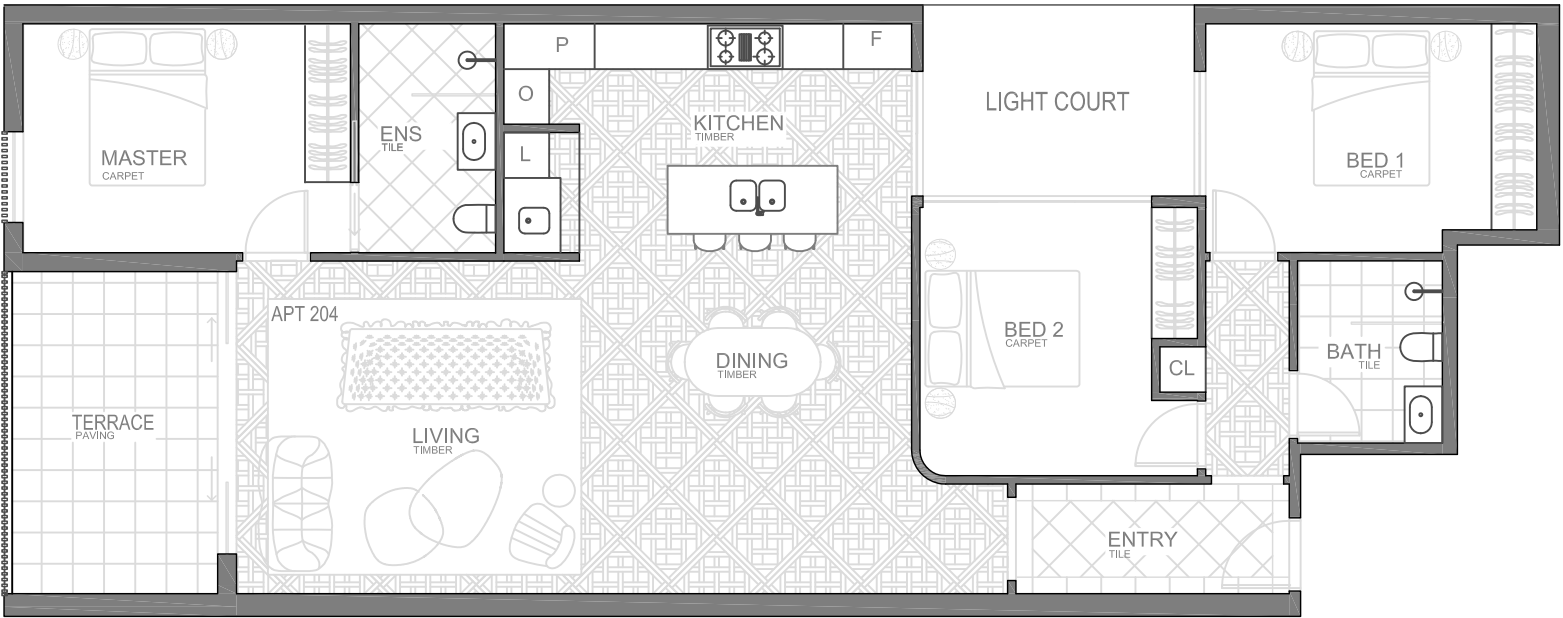 P
F
O
LIGHT COURT
KITCHEN
TIMBER
ENS
TILE
MASTER
CARPET
L
BED 1
CARPET
APT 204
BED 2
CARPET
DINING
TIMBER
BATH
TILE
CL
TERRACE
PAVING
LIVING
TIMBER
ENTRY
TILE